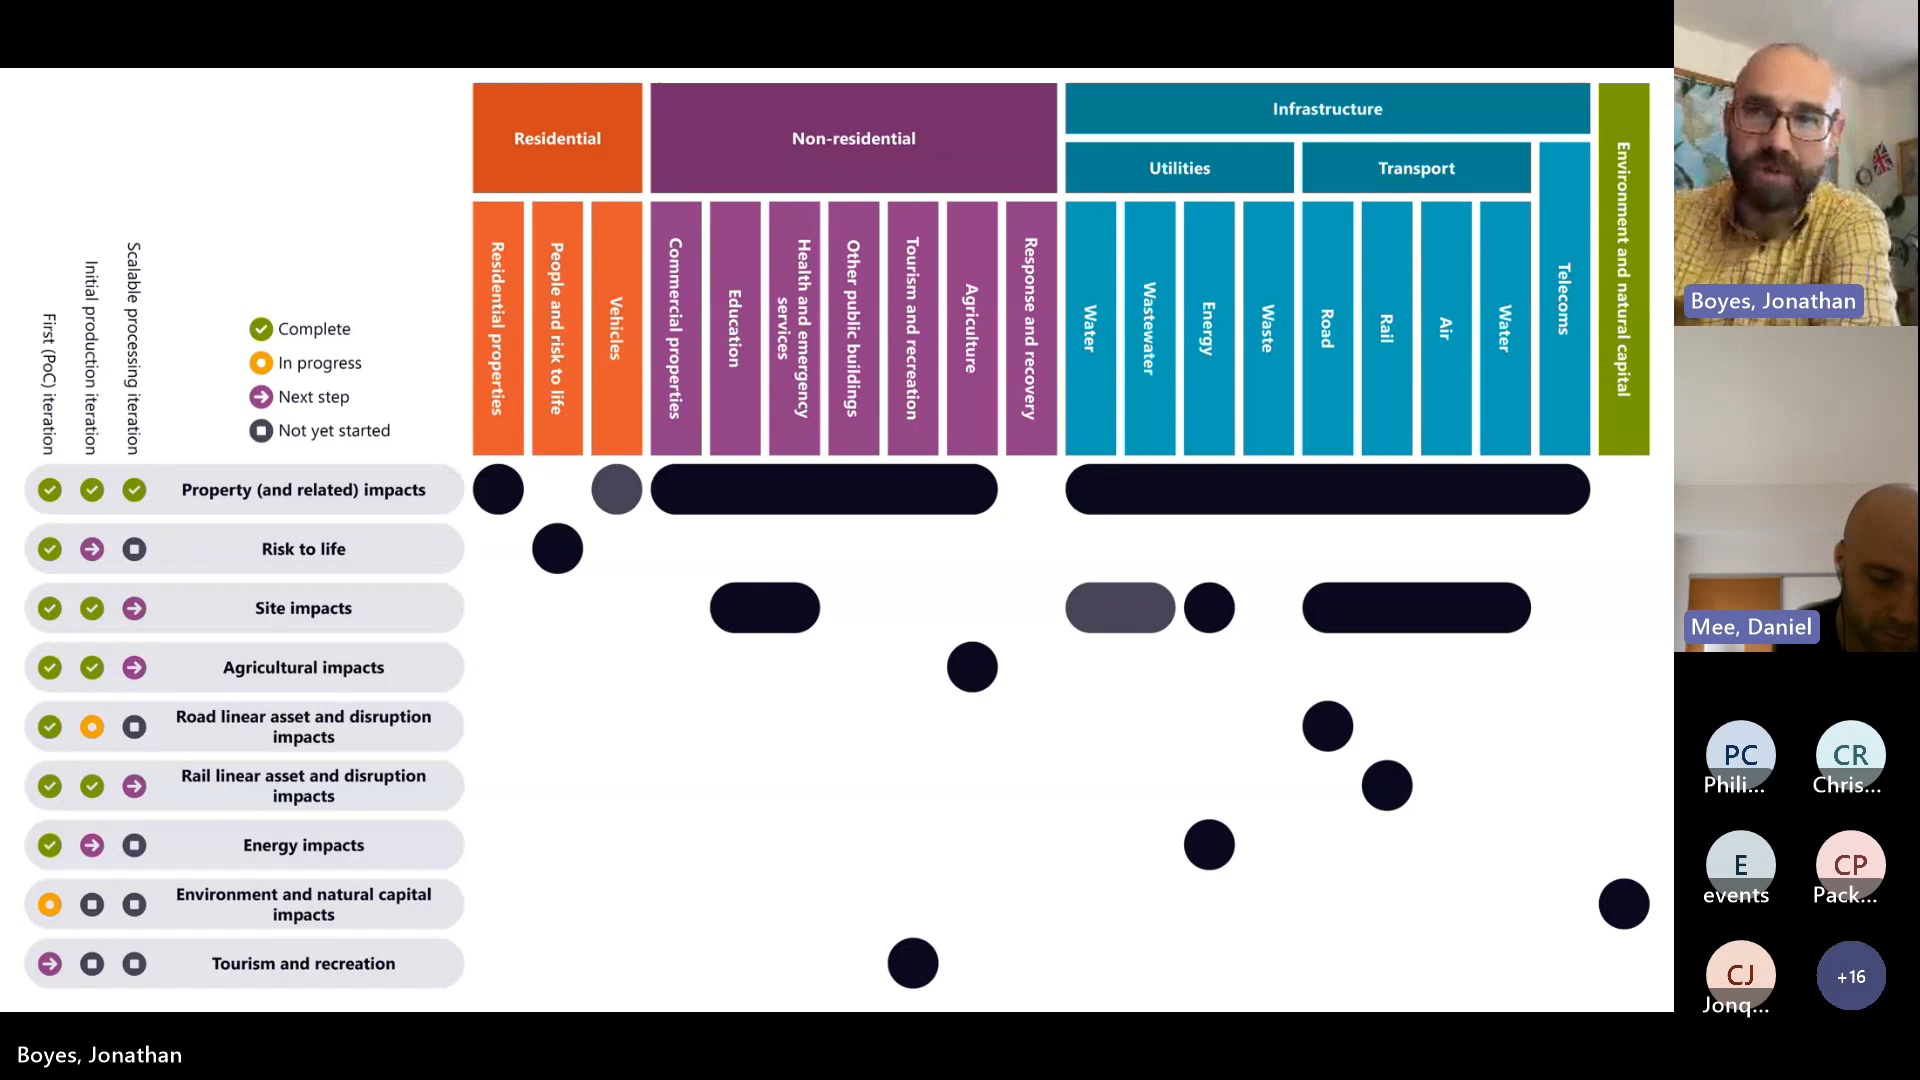 Residential
Non-residential
Infrastructure
Utilities
Transport
Telecoms
Environment and natural capital
Residential properties
People and risk to life
Vehicles
Commercial properties
Education
Health and emergency
services
Other public buildings
Tourism and recreation
Agriculture
Response and recovery
Water
Wastewater
Energy
Waste
Road
Rail
Air
Water
First (PoC) iteration
Initial production iteration
Scalable processing iteration
Complete
In progress
Next step
Not yet started
Property (and related) impacts
Risk to life
Site impacts
Agricultural impacts
Road linear asset and disruption
impacts
Rail linear asset and disruption
impacts
Energy impacts
Environment and natural capital
impacts
Tourism and recreation
Boyes, Jonathan
Mee, Daniel
PC
Phili...
CR
Chris...
E
events
CP
Pack...
CJ
Jonq...
+16
Boyes, Jonathan